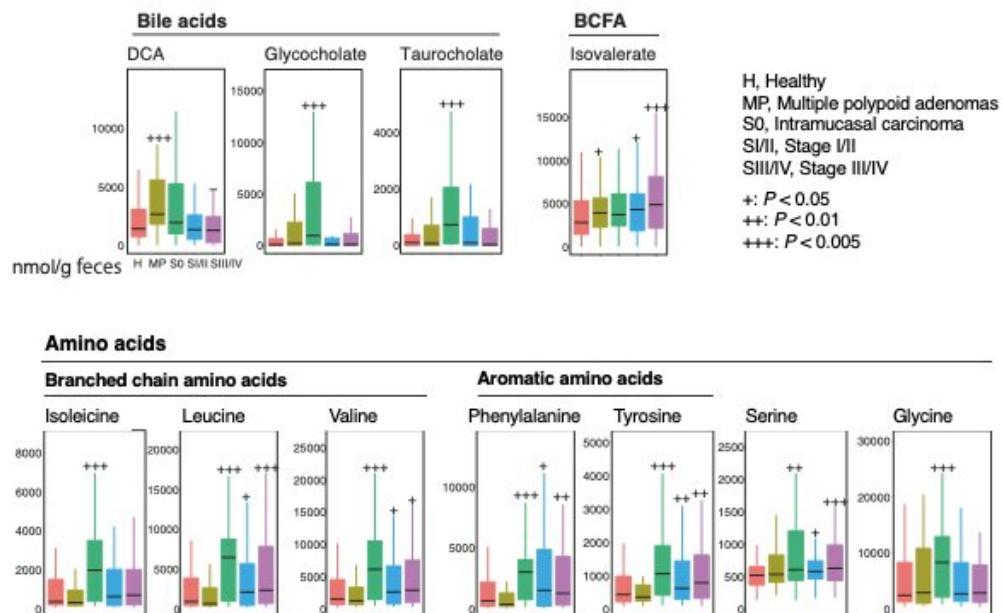 Bile acids
BCFA
DCA
Glycocholate
Taurocholate
Isovalerate
10000
5000
0
+++
+
15000
10000
5000
0
+++
4000
2000
0
+++
15000
10000
5000
0
+
+
+++
H, Healthy
MP, Multiple polypoid adenomas
S0, Intramucasal carcinoma
SI/II, Stage I/II
SIII/IV, Stage III/IV
+: P < 0.05
++: P < 0.01
+++: P < 0.005
nmol/g feces
H MP S0 SI/II SIII/IV
Amino acids
Branched chain amino acids
Aromatic amino acids
Isoleicine
Leucine
Valine
Phenylalanine
Tyrosine
Serine
Glycine
8000
6000
4000
2000
0
+++
20000
15000
10000
5000
0
+++
+
+++
25000
20000
15000
10000
5000
0
+++
+
+
10000
5000
0
+++
+
++
5000
4000
3000
2000
1000
0
+++
++
++
2500
2000
1500
1000
500
0
++
+
+++
30000
20000
10000
0
+++